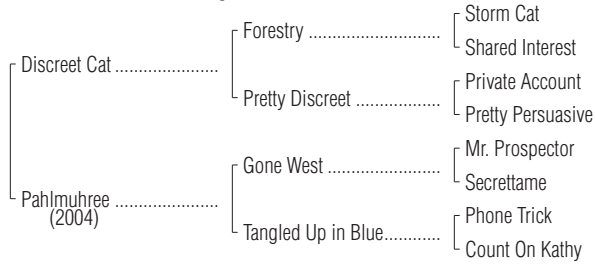 Storm Cat
Forestry ..............................
Shared Interest
Discreet Cat ......................
Private Account
Pretty Discreet ...................
Pretty Persuasive
Mr. Prospector
Gone West .........................
Secrettame
Pahlmuhree ......................
(2004)
Phone Trick
Tangled Up in Blue............
Count On Kathy